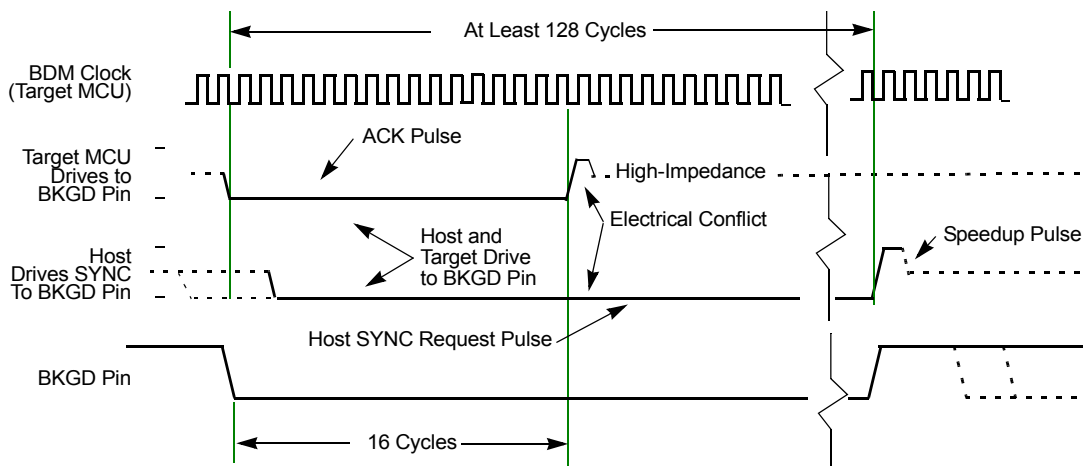 At Least 128 Cycles
BDM Clock
(Target MCU)
ACK Pulse
Target MCU
Drives to
BKGD Pin
High-Impedance
Electrical Conflict
Host and
Target Drive
to BKGD Pin
Speedup Pulse
Host
Drives SYNC
To BKGD Pin
Host SYNC Request Pulse
BKGD Pin
16 Cycles